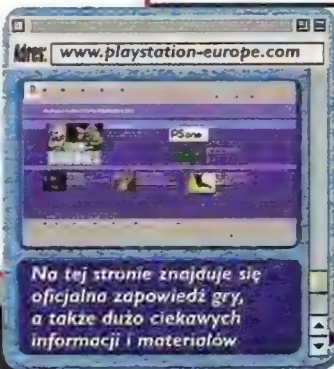 Adres: www.playstation-europe.com
PSone
Na tej stronie znajduje się
oficjalna zapowiedź gry,
a także dużo ciekawych
informacji i materiałów